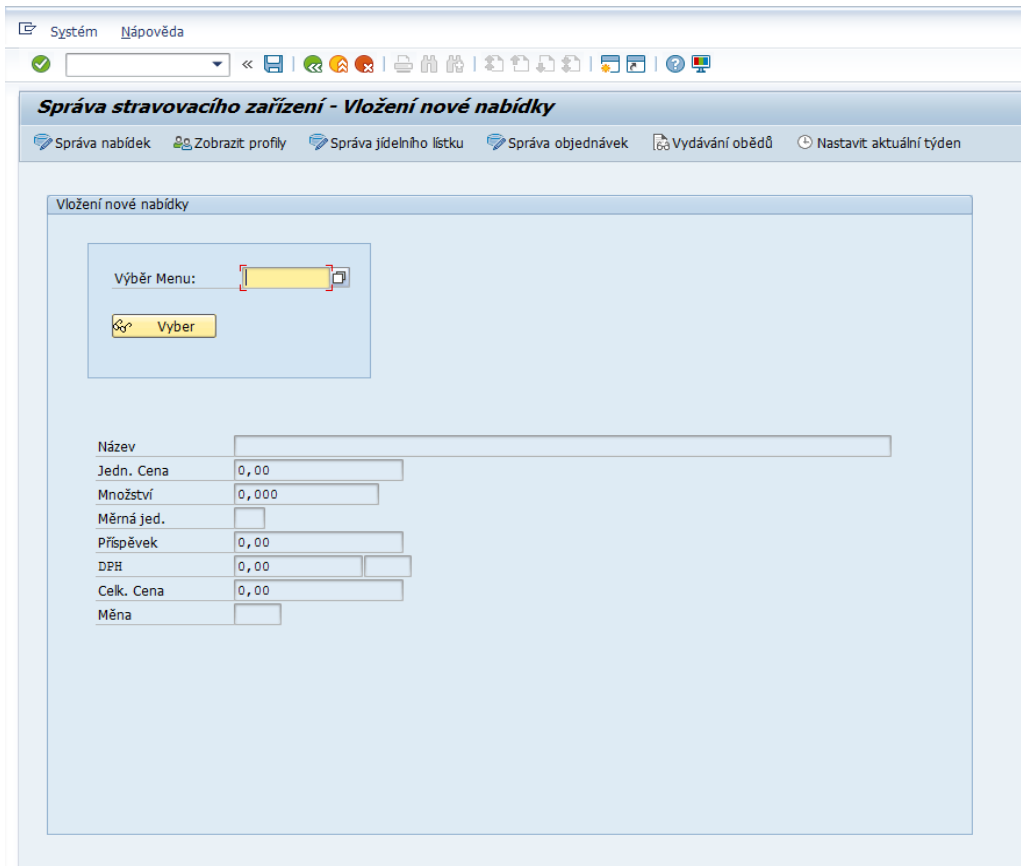 Systém Nápověda
Správa stravovacího zařízení - Vložení nové nabídky
Správa nabídek Zobrazit profily Správa jídelního lístku Správa objednávek Vydávání obědů Nastavit aktuální týden
Vložení nové nabídky
Výběr Menu:
Vyber
Název
Jedn. Cena 0,00
Množství 0,000
Měrná jed.
Příspěvek 0,00
DPH 0,00
Celk. Cena 0,00
Měna